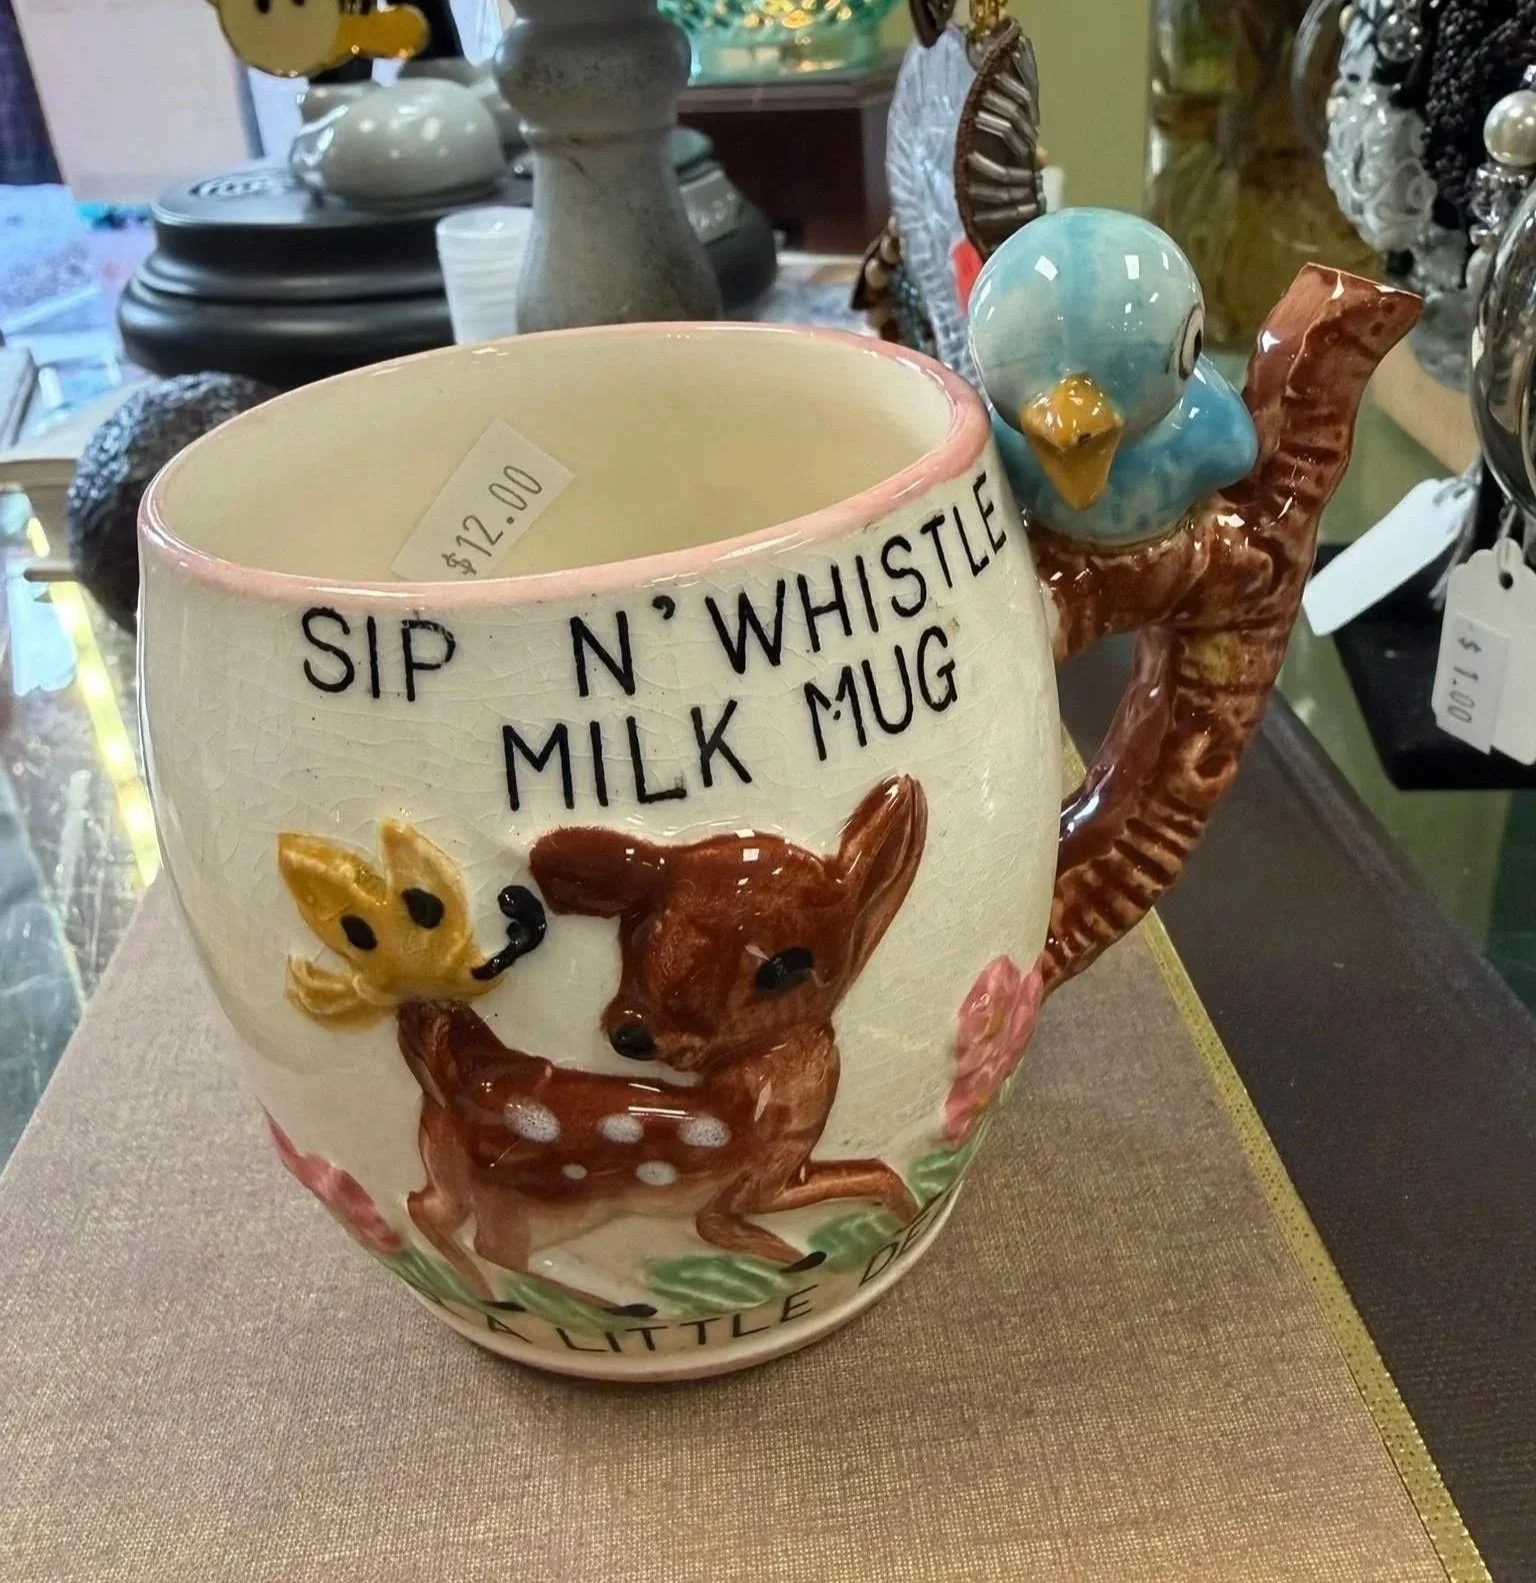 $12.00
SIP N' WHISTLE
MILK MUG
A LITTLE
$1.00